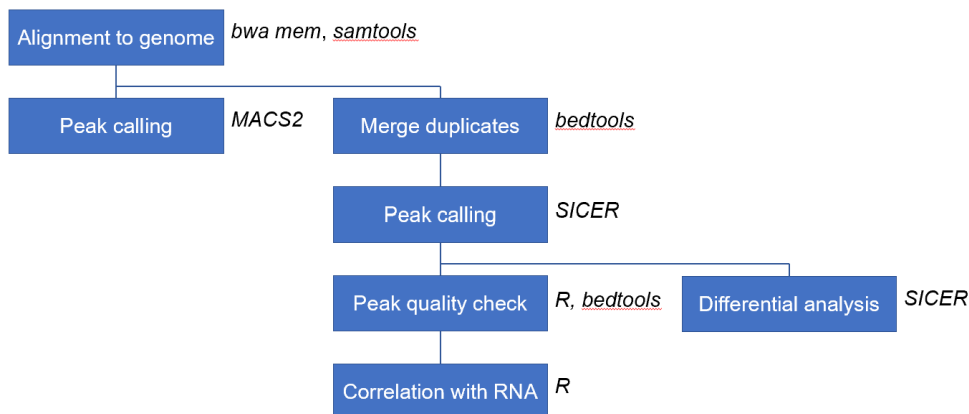 Alignment to genome bwa mem, samtools
Peak calling MACS2 Merge duplicates bedtools
Peak calling SICER
Peak quality check R, bedtools Differential analysis SICER
Correlation with RNA R